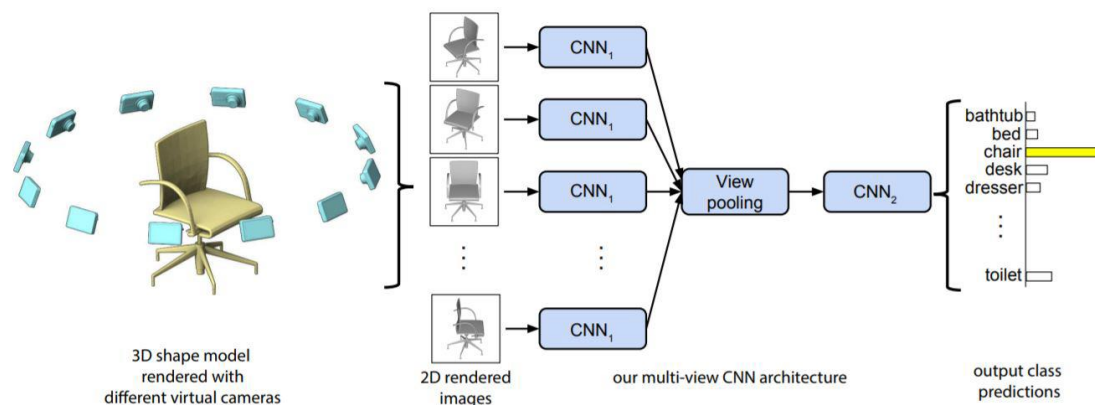 CNN₁
CNN₁
CNN₁
CNN₁
View
pooling
CNN₂
bathtub
bed
chair
desk
dresser
toilet
3D shape model
rendered with
different virtual cameras
2D rendered
images
our multi-view CNN architecture
output class
predictions